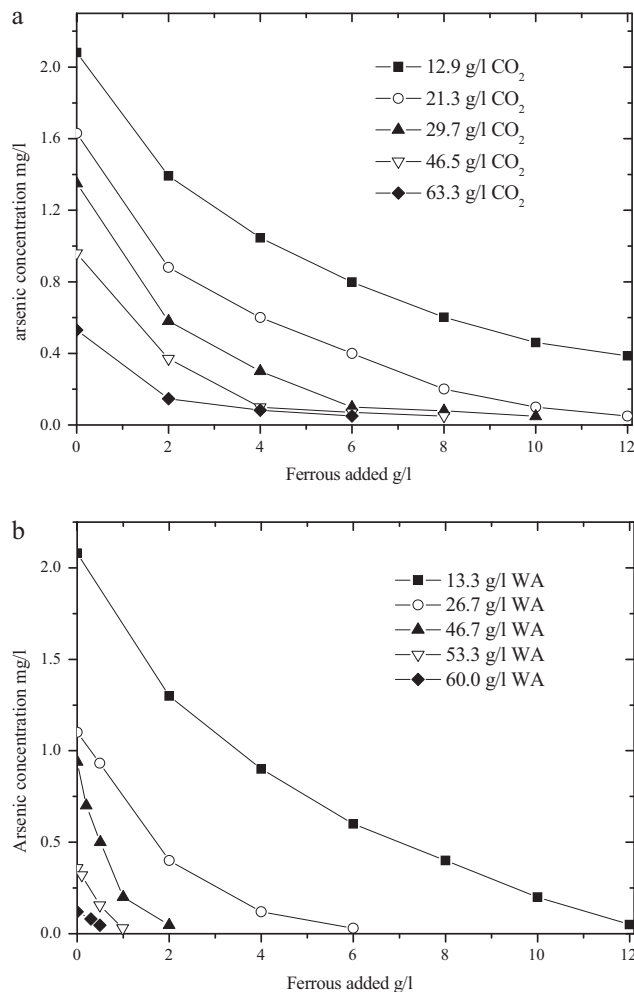 a
2.0
1.6
1.2
0.8
0.4
0.0
arsenic concentration mg/l
12.9 g/l CO₂
21.3 g/l CO₂
29.7 g/l CO₂
46.5 g/l CO₂
63.3 g/l CO₂
0 2 4 6 8 10 12
Ferrous added g/l
b
2.0
1.5
1.0
0.5
0.0
Arsenic concentration mg/l
13.3 g/l WA
26.7 g/l WA
46.7 g/l WA
53.3 g/l WA
60.0 g/l WA
0 2 4 6 8 10 12
Ferrous added g/l